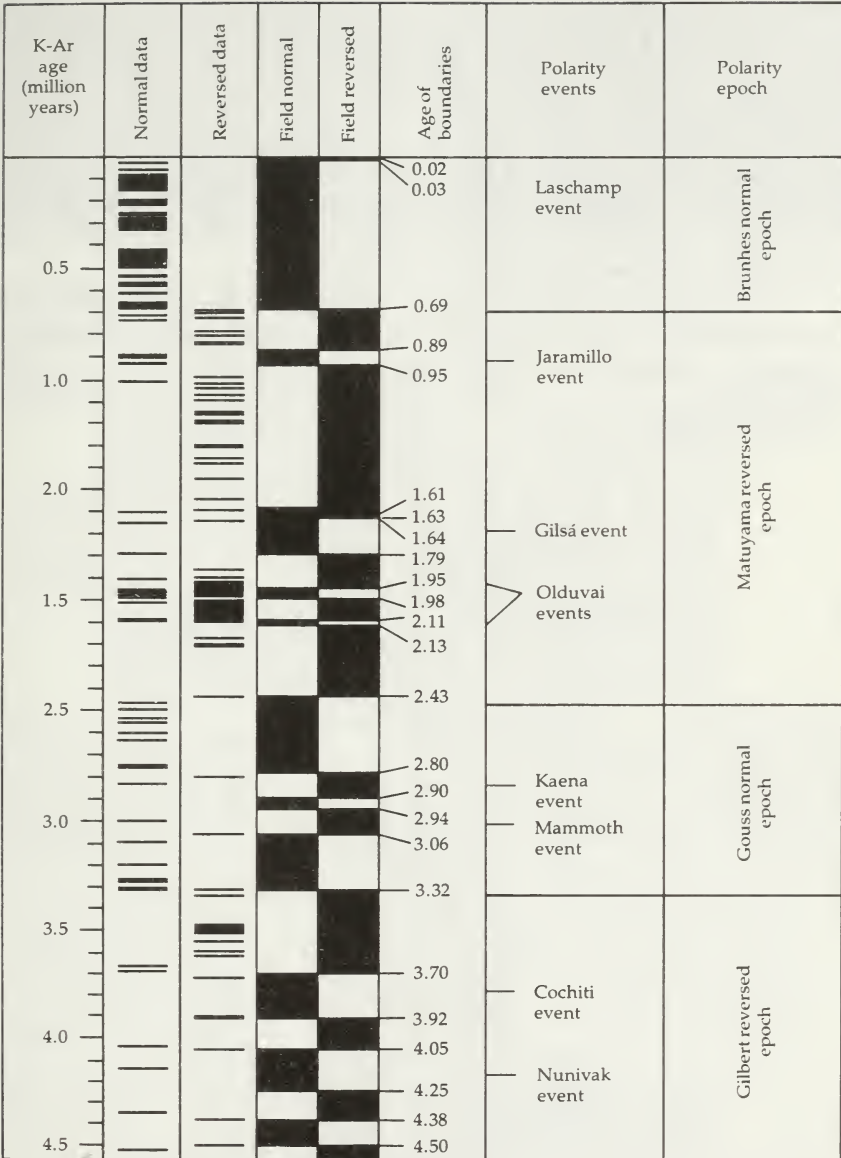 K-Ar
age
(million
years)
Normal data
Reversed data
Field normal
Field reversed
Age of
boundaries
Polarity
events
Polarity
epoch
0.5
1.0
2.0
1.5
2.5
3.0
3.5
4.0
4.5
0.02
0.03
0.69
0.89
0.95
1.61
1.63
1.64
1.79
1.95
1.98
2.11
2.13
2.43
2.80
2.90
2.94
3.06
3.32
3.70
3.92
4.05
4.25
4.38
4.50
Laschamp
event
Jaramillo
event
Gilsá event
Olduvai
events
Kaena
event
Mammoth
event
Cochiti
event
Nunivak
event
Brunhes normal
epoch
Matuyama reversed
epoch
Gouss normal
epoch
Gilbert reversed
epoch